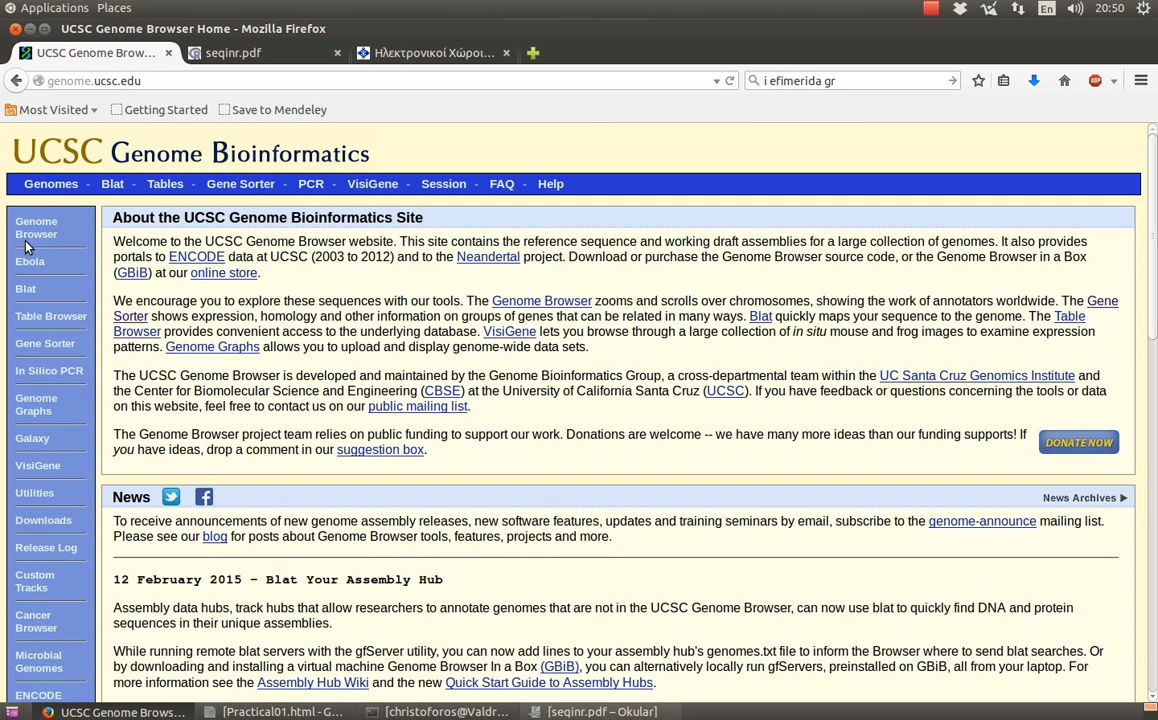 Applications Places En 20:50
UCSC Genome Browser Home - Mozilla Firefox
UCSC Genome Brow... × seqinr.pdf × Ηλεκτρονικοί Χώροι... ×
genome.ucsc.edu i efimerida gr
Most Visited Getting Started Save to Mendeley
UCSC Genome Bioinformatics
Genomes - Blat - Tables - Gene Sorter - PCR - VisiGene - Session - FAQ - Help
Genome
Browser
Ebola
Blat
Table Browser
Gene Sorter
In Silico PCR
Genome
Graphs
Galaxy
VisiGene
Utilities
Downloads
Release Log
Custom
Tracks
Cancer
Browser
Microbial
Genomes
ENCODE
About the UCSC Genome Bioinformatics Site
Welcome to the UCSC Genome Browser website. This site contains the reference sequence and working draft assemblies for a large collection of genomes. It also provides
portals to ENCODE data at UCSC (2003 to 2012) and to the Neandertal project. Download or purchase the Genome Browser source code, or the Genome Browser in a Box
(GBiB) at our online store.
We encourage you to explore these sequences with our tools. The Genome Browser zooms and scrolls over chromosomes, showing the work of annotators worldwide. The Gene
Sorter shows expression, homology and other information on groups of genes that can be related in many ways. Blat quickly maps your sequence to the genome. The Table
Browser provides convenient access to the underlying database. VisiGene lets you browse through a large collection of in situ mouse and frog images to examine expression
patterns. Genome Graphs allows you to upload and display genome-wide data sets.
The UCSC Genome Browser is developed and maintained by the Genome Bioinformatics Group, a cross-departmental team within the UC Santa Cruz Genomics Institute and
the Center for Biomolecular Science and Engineering (CBSE) at the University of California Santa Cruz (UCSC). If you have feedback or questions concerning the tools or data
on this website, feel free to contact us on our public mailing list.
The Genome Browser project team relies on public funding to support our work. Donations are welcome -- we have many more ideas than our funding supports! If
you have ideas, drop a comment in our suggestion box.
DONATE NOW
News
News Archives ▶
To receive announcements of new genome assembly releases, new software features, updates and training seminars by email, subscribe to the genome-announce mailing list.
Please see our blog for posts about Genome Browser tools, features, projects and more.
12 February 2015 - Blat Your Assembly Hub
Assembly data hubs, track hubs that allow researchers to annotate genomes that are not in the UCSC Genome Browser, can now use blat to quickly find DNA and protein
sequences in their unique assemblies.
While running remote blat servers with the gfServer utility, you can now add lines to your assembly hub's genomes.txt file to inform the Browser where to send blat searches. Or
by downloading and installing a virtual machine Genome Browser In a Box (GBiB), you can alternatively locally run gfServers, preinstalled on GBiB, all from your laptop. For
more information see the Assembly Hub Wiki and the new Quick Start Guide to Assembly Hubs.
UCSC Genome Brows... [Practical01.html - G... [christoforos@Valdr... [seqinr.pdf – Okular]